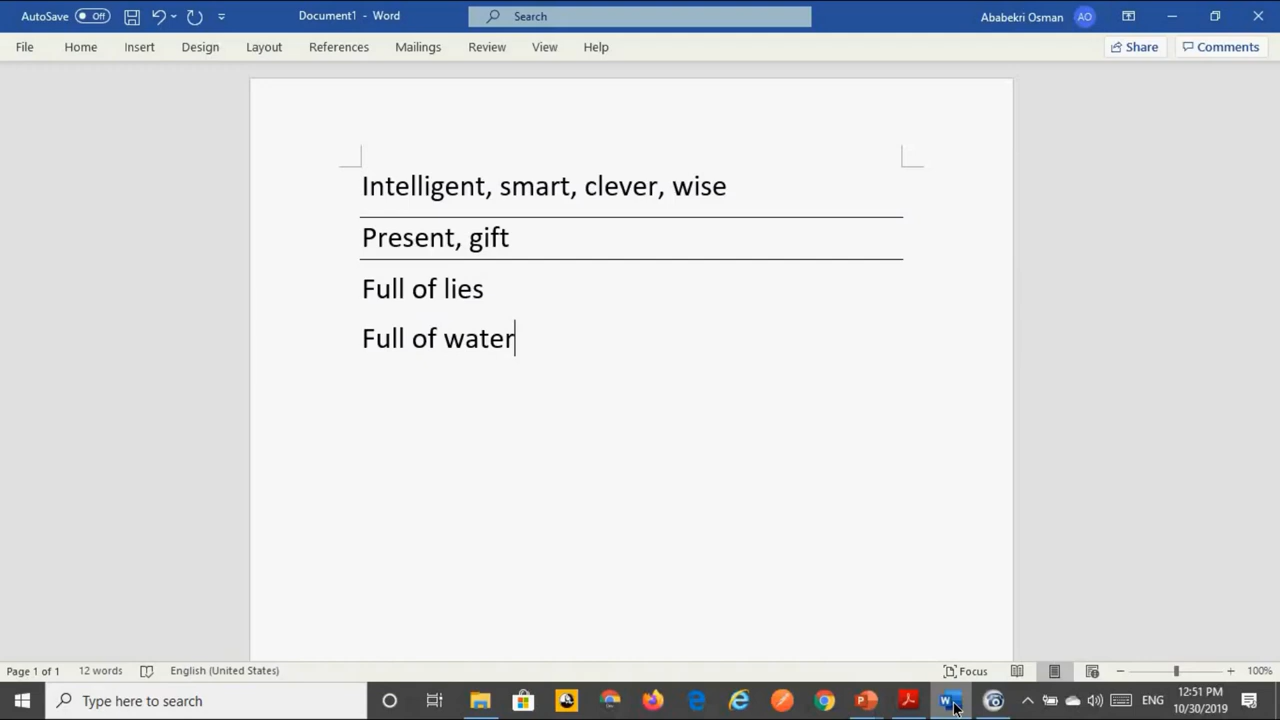 AutoSave Off Document1 - Word Search Ababekri Osman AO
File Home Insert Design Layout References Mailings Review View Help Share Comments
Intelligent, smart, clever, wise
Present, gift
Full of lies
Full of water
Page 1 of 1 12 words English (United States) Focus 100%
Type here to search ENG 12:51 PM
10/30/2019